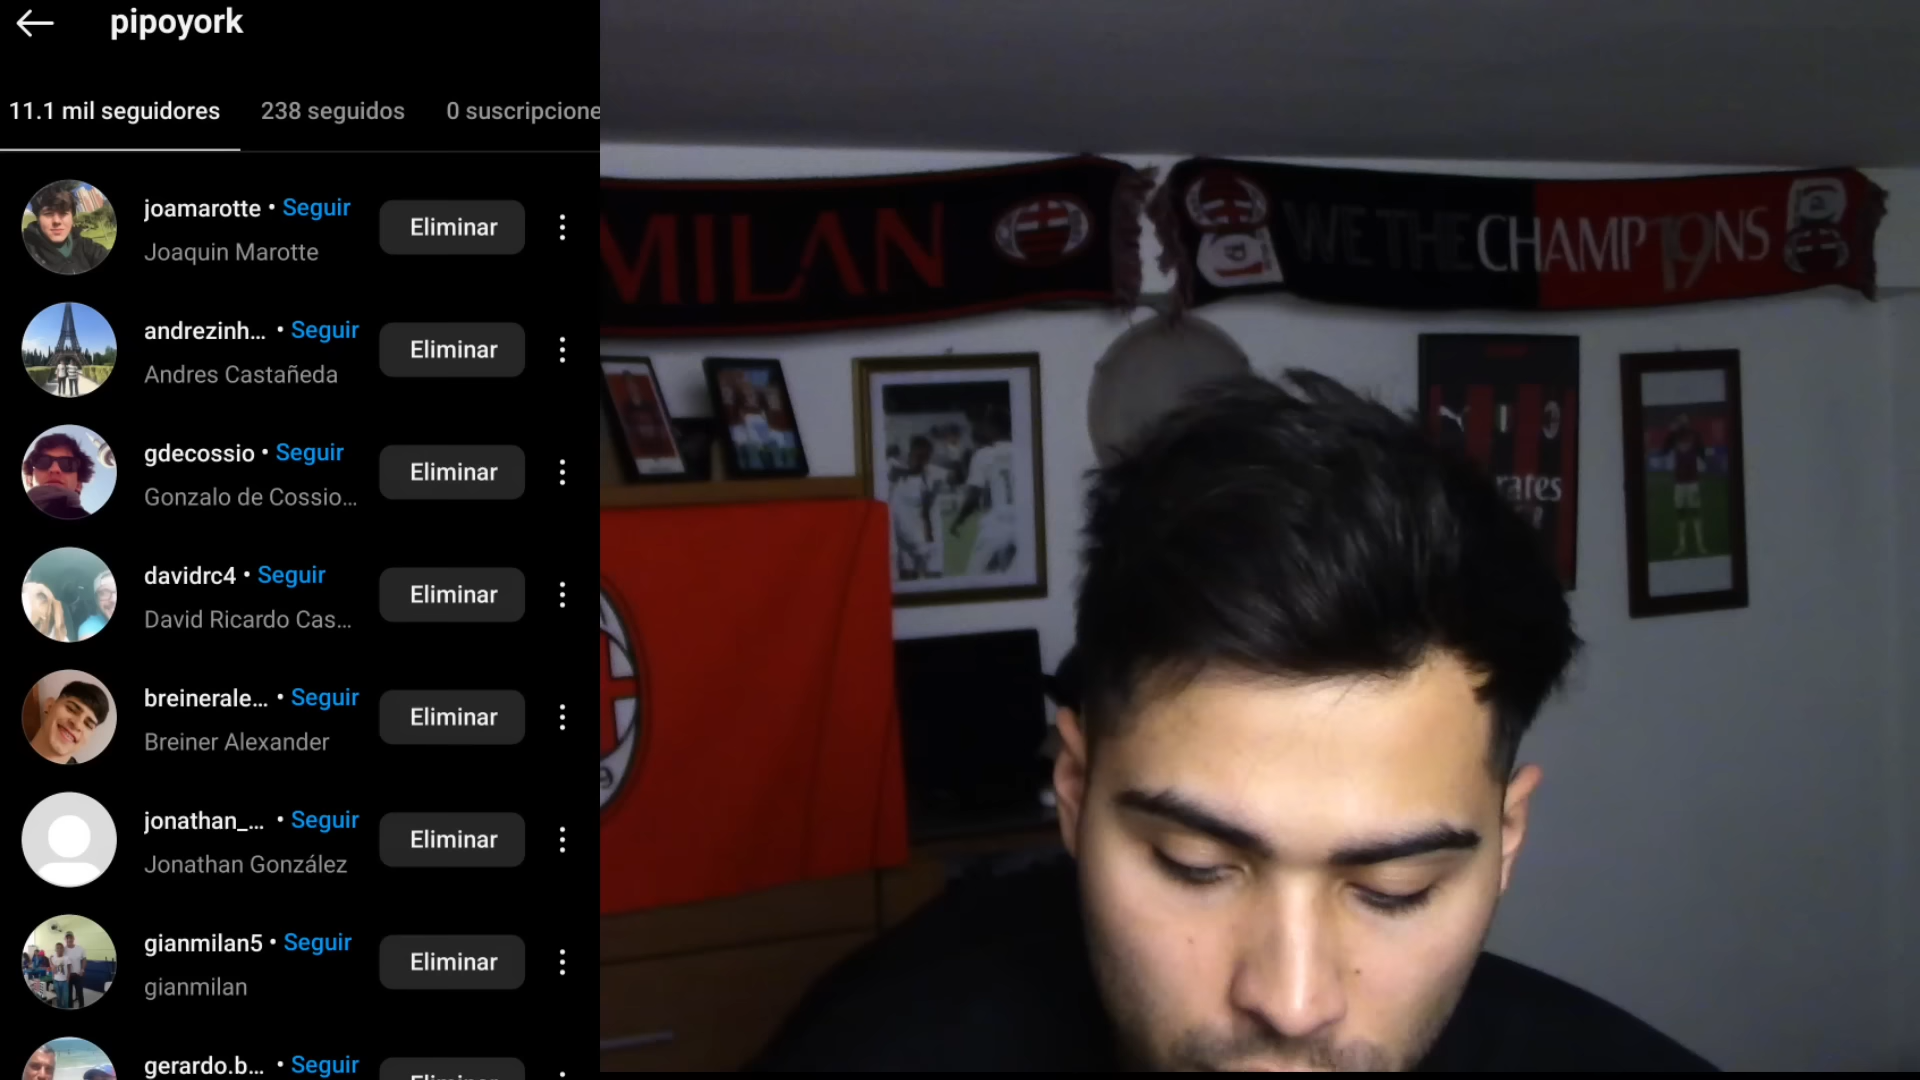 pipoyork
11.1 mil seguidores
238 seguidos
0 suscripcione
joamarotte • Seguir
Joaquin Marotte
Eliminar
andrezinh... • Seguir
Andres Castañeda
Eliminar
gdecossio • Seguir
Gonzalo de Cossio...
Eliminar
davidrc4 • Seguir
David Ricardo Cas...
Eliminar
breinerale... • Seguir
Breiner Alexander
Eliminar
jonathan_... • Seguir
Jonathan González
Eliminar
gianmilan5 • Seguir
gianmilan
Eliminar
gerardo.b... • Seguir
MILAN
WE THE CHAMP19NS
rates